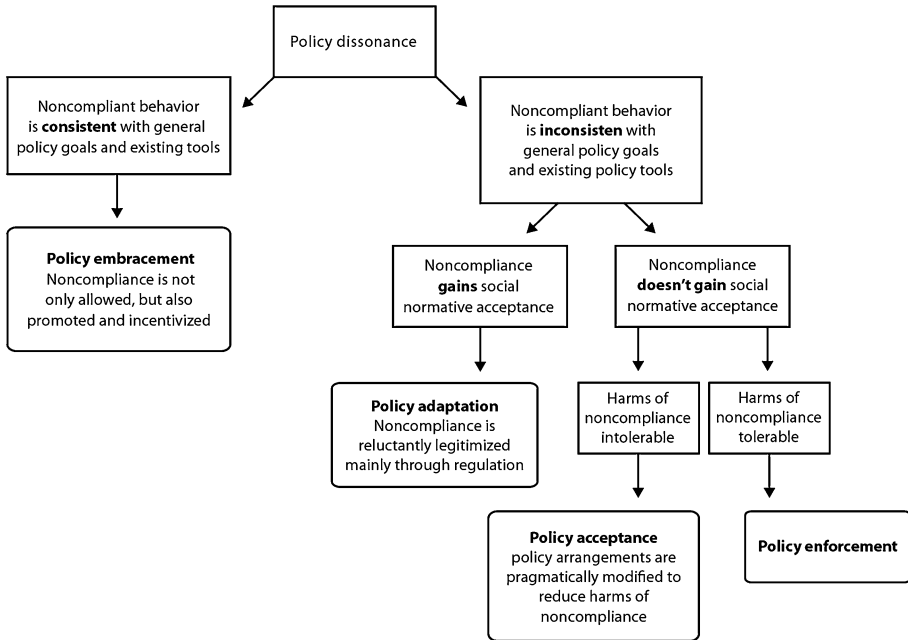 Policy dissonance
Noncompliant behavior
is consistent with general
policy goals and existing tools
Noncompliant behavior
is inconsisten with
general policy goals
and existing policy tools
Policy embracement
Noncompliance is not
only allowed, but also
promoted and incentivized
Noncompliance
gains social
normative acceptance
Noncompliance
doesn't gain social
normative acceptance
Policy adaptation
Noncompliance is
reluctantly legitimized
mainly through regulation
Harms of
noncompliance
intolerable
Harms of
noncompliance
tolerable
Policy acceptance
policy arrangements are
pragmatically modified to
reduce harms of
noncompliance
Policy enforcement